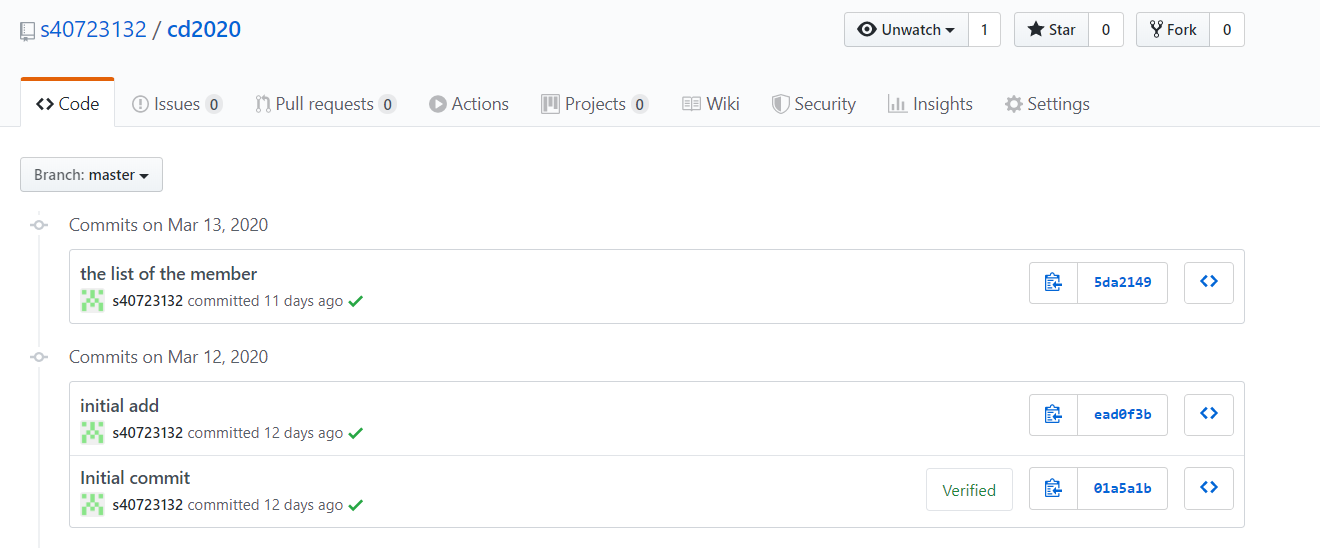 s40723132 / cd2020
Unwatch 1 Star 0 Fork 0
Code Issues 0 Pull requests 0 Actions Projects 0 Wiki Security Insights Settings
Branch: master
Commits on Mar 13, 2020
the list of the member
s40723132 committed 11 days ago
5da2149
Commits on Mar 12, 2020
initial add
s40723132 committed 12 days ago
ead0f3b
Initial commit
s40723132 committed 12 days ago
Verified 01a5a1b